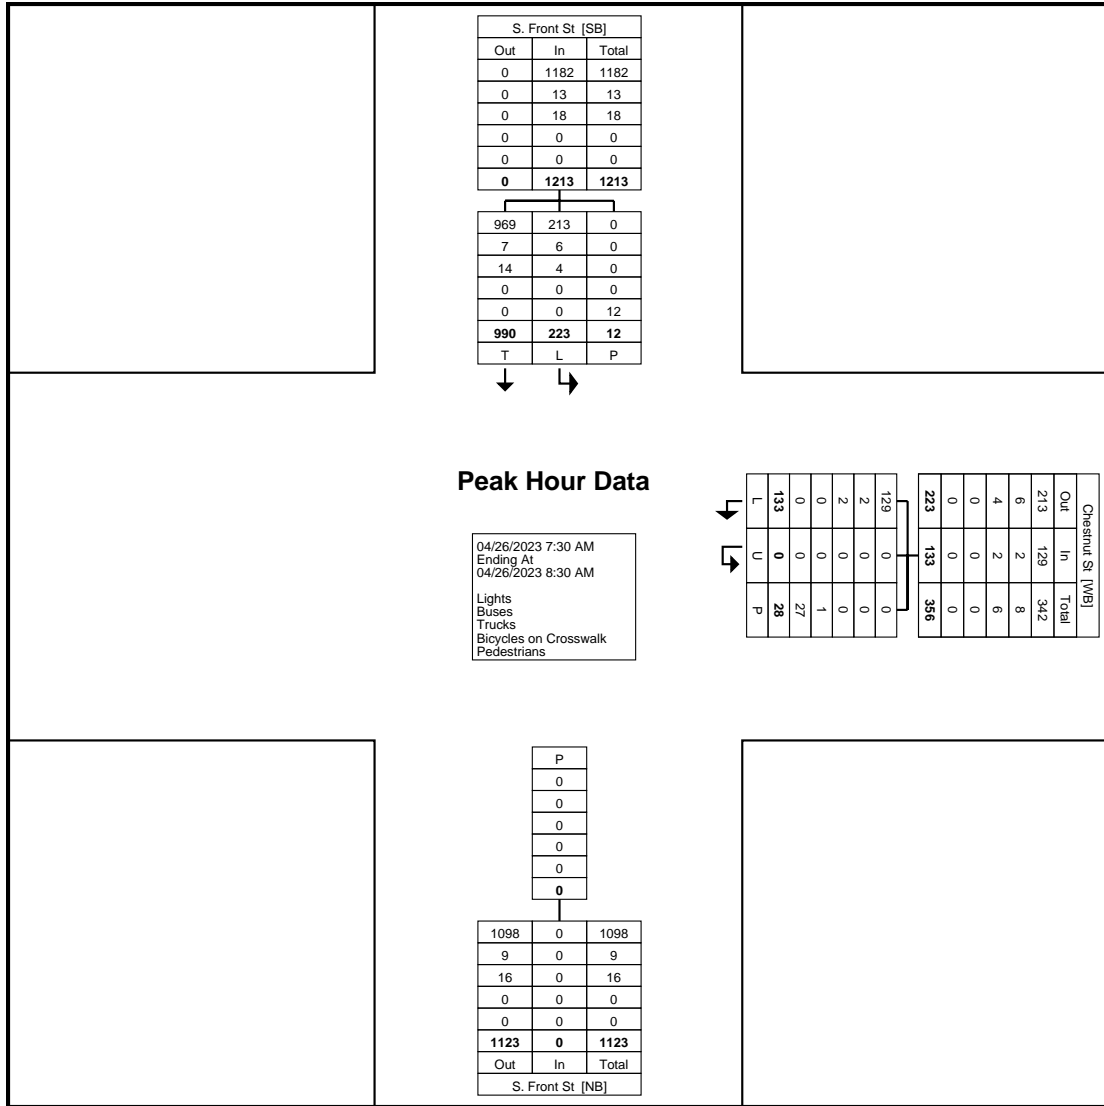 S. Front St [SB]
Out In Total
0 1182 1182
0 13 13
0 18 18
0 0 0
0 0 0
0 1213 1213
969 213 0
7 6 0
14 4 0
0 0 0
0 0 12
990 223 12
T L P
Peak Hour Data
04/26/2023 7:30 AM
Ending At
04/26/2023 8:30 AM
Lights
Buses
Trucks
Bicycles on Crosswalk
Pedestrians
Chestnut St [WB]
Out In Total
213 129 342
6 2 8
4 2 6
0 0 0
0 0 0
223 133 356
129 0 0
2 0 0
2 0 0
0 0 1
0 0 27
133 0 28
L U P
P
0
0
0
0
0
0
1098 0 1098
9 0 9
16 0 16
0 0 0
0 0 0
1123 0 1123
Out In Total
S. Front St [NB]